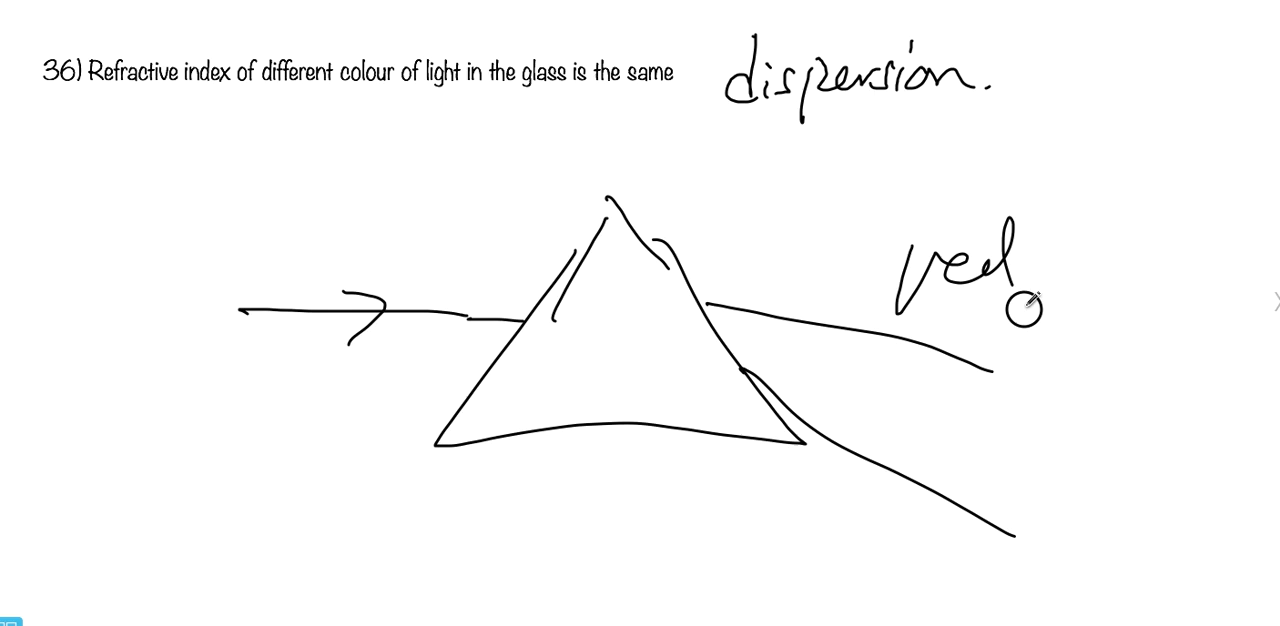 36) Refractive index of different colour of light in the glass is the same
dispersion.
red